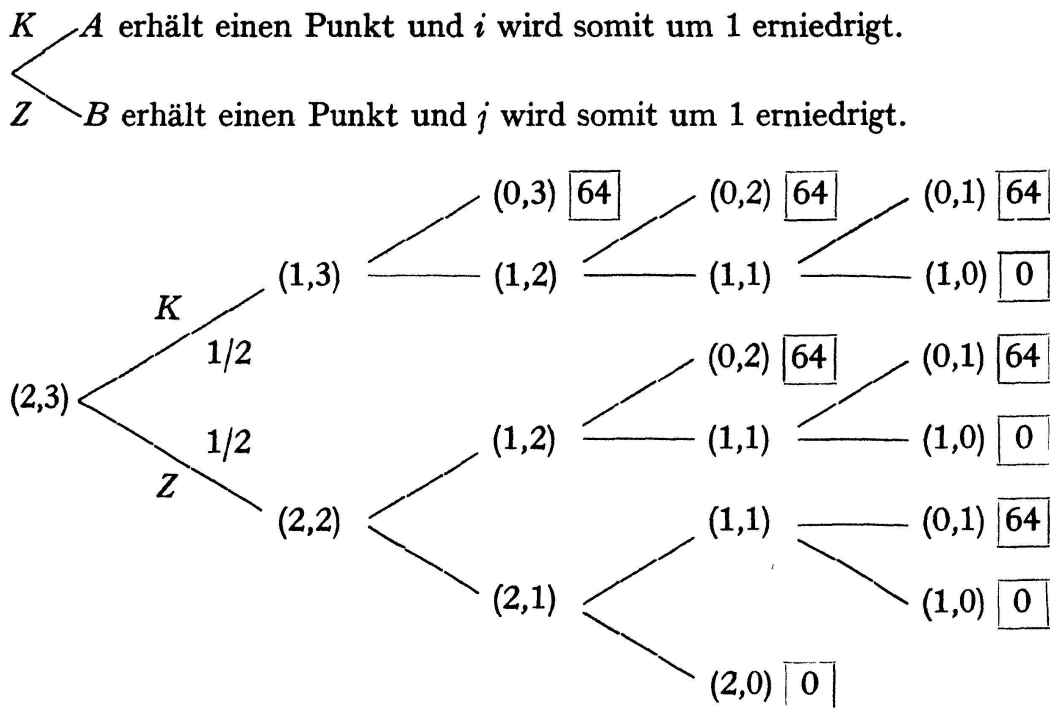 K A erhält einen Punkt und i wird somit um 1 erniedrigt.
Z B erhält einen Punkt und j wird somit um 1 erniedrigt.
(0,3) 64 (0,2) 64 (0,1) 64
(1,3) (1,2) (1,1) (1,0) 0
K
1/2 (0,2) 64 (0,1) 64
(2,3)
1/2 (1,2) (1,1) (1,0) 0
Z
(2,2) (1,1) (0,1) 64
(2,1) (1,0) 0
(2,0) 0